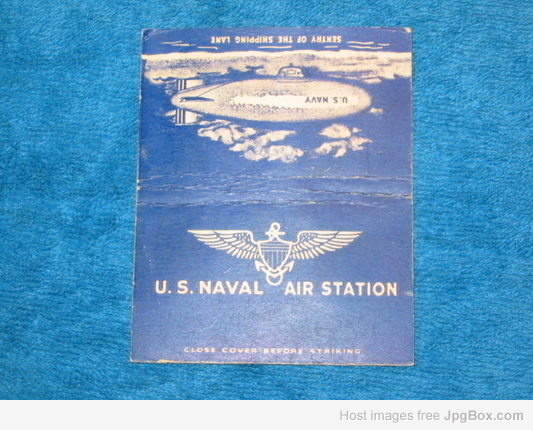 SENTRY OF THE SHIPPING LANE
U.S. NAVY
U. S. NAVAL AIR STATION
CLOSE COVER BEFORE STRIKING
Host images free JpgBox.com